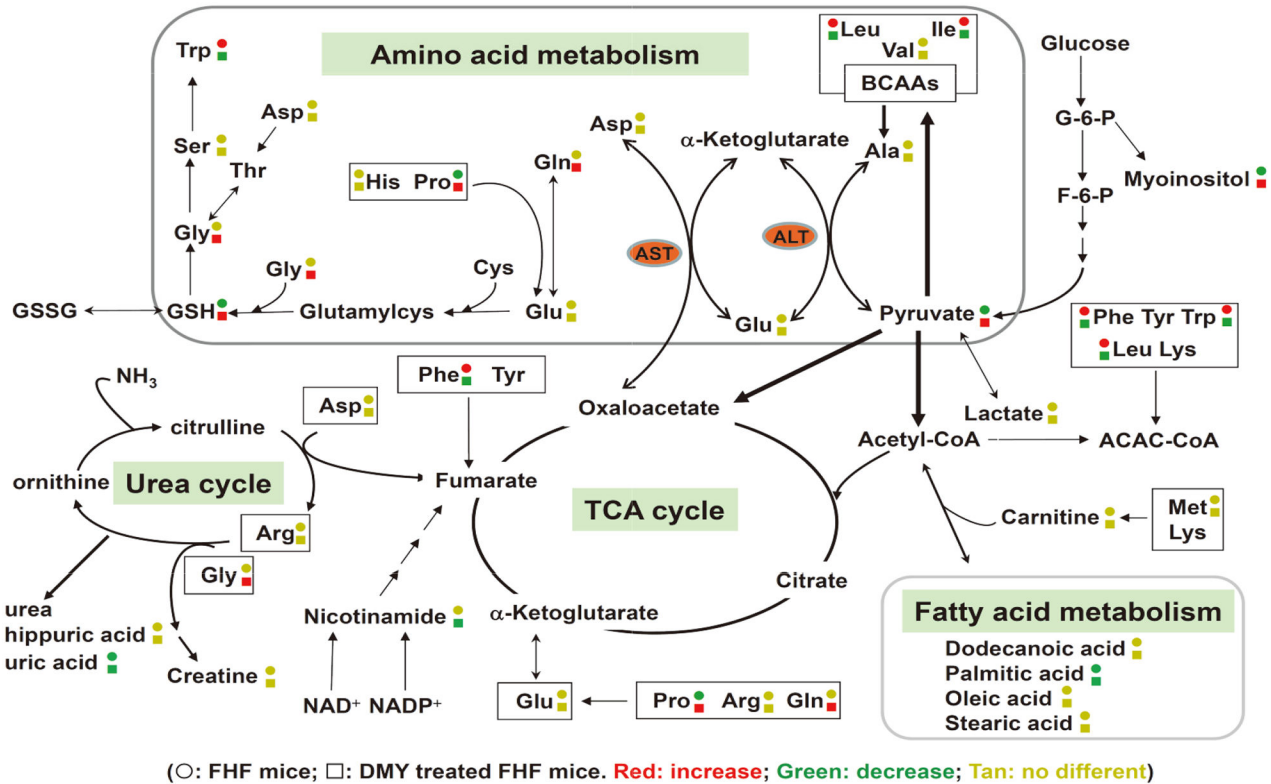 Amino acid metabolism
Trp
Ser
Asp
Thr
Gly
Gly
GSSG
GSH
Glutamylcys
Cys
His Pro
Gln
Glu
Asp
α-Ketoglutarate
AST
ALT
Glu
Leu Ile
Val
BCAAs
Ala
Pyruvate
Glucose
G-6-P
Myoinositol
F-6-P
Phe Tyr Trp
Leu Lys
Lactate
Acetyl-CoA
ACAC-CoA
Oxaloacetate
Phe Tyr
Fumarate
TCA cycle
Citrate
α-Ketoglutarate
Glu
Pro Arg Gln
Nicotinamide
NAD⁺ NADP⁺
NH₃
citrulline
Asp
ornithine
Urea cycle
Arg
Gly
urea
hippuric acid
uric acid
Creatine
Carnitine
Met
Lys
Fatty acid metabolism
Dodecanoic acid
Palmitic acid
Oleic acid
Stearic acid
(○: FHF mice; □: DMY treated FHF mice. Red: increase; Green: decrease; Tan: no different)